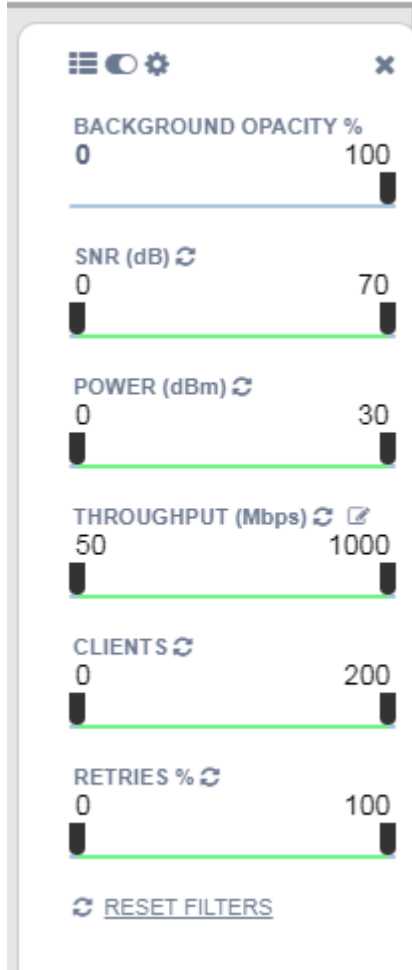 BACKGROUND OPACITY %
0 100
SNR (dB)
0 70
POWER (dBm)
0 30
THROUGHPUT (Mbps)
50 1000
CLIENTS
0 200
RETRIES %
0 100
RESET FILTERS